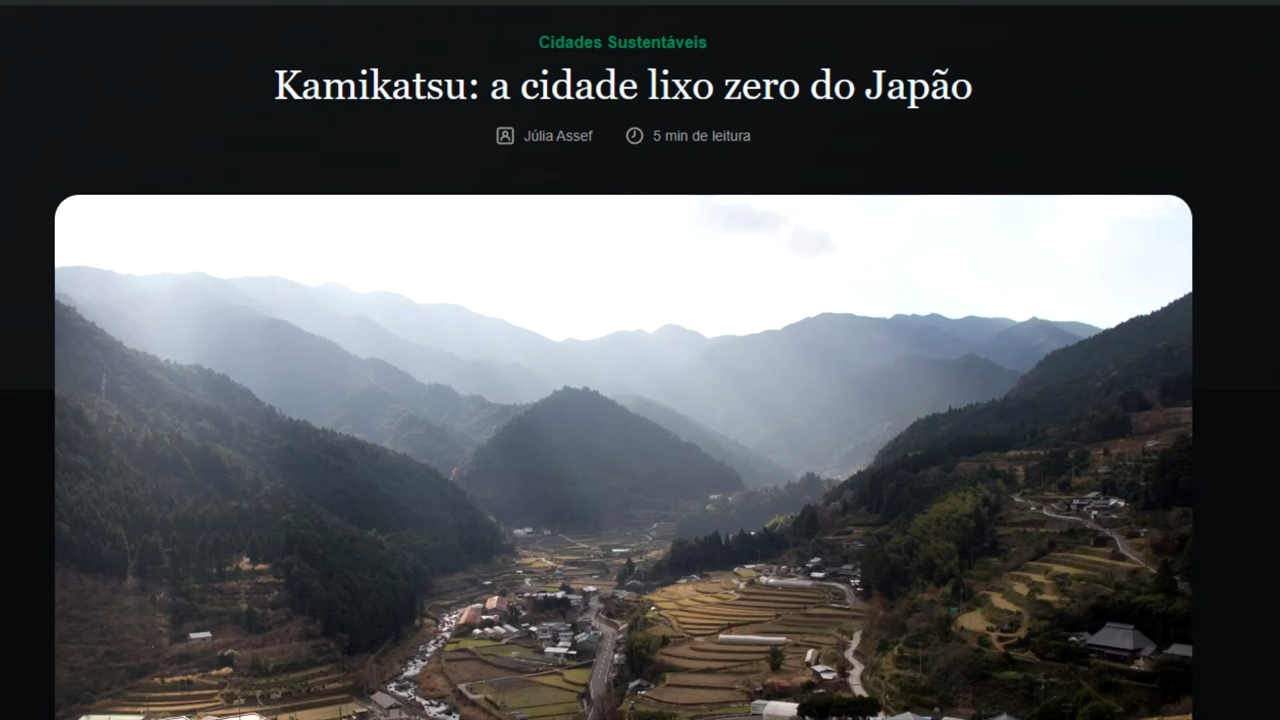 Cidades Sustentáveis
Kamikatsu: a cidade lixo zero do Japão
Júlia Assef
5 min de leitura